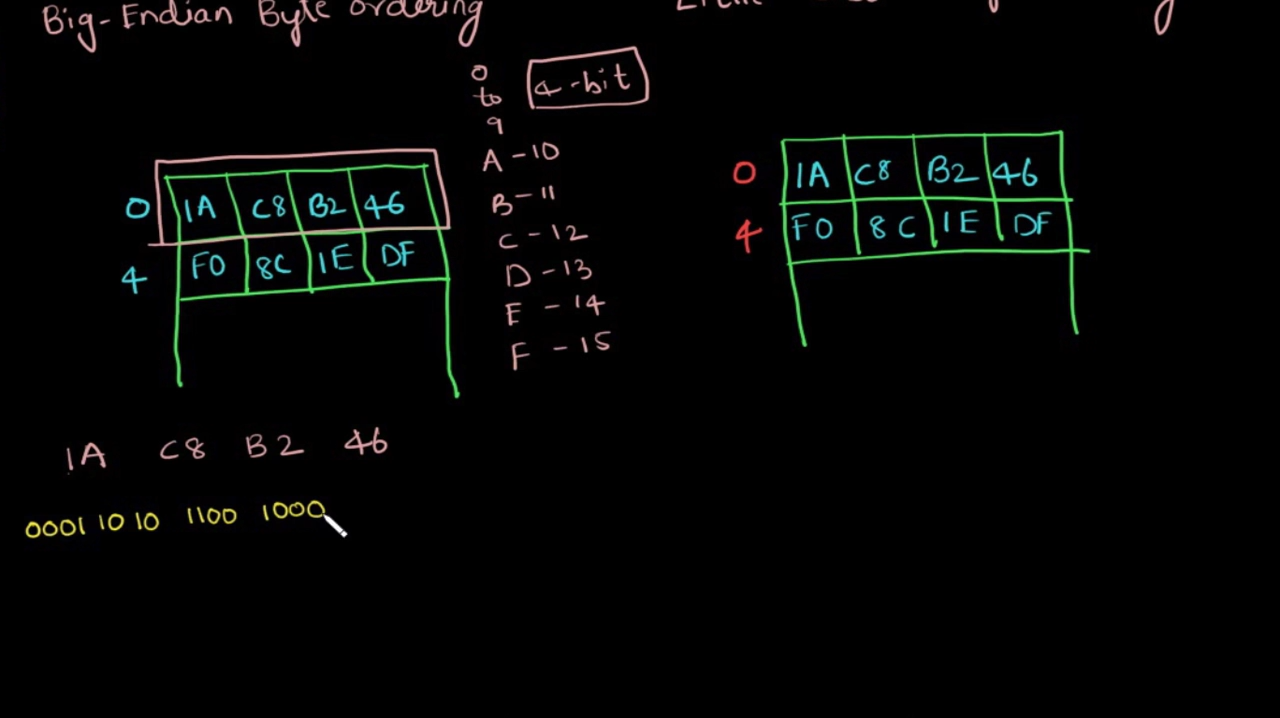 Big-Endian Byte Ordering
0
to
9
4-bit
A - 10
B - 11
C - 12
D - 13
E - 14
F - 15
0 1A C8 B2 46
4 F0 8C 1E DF
0 1A C8 B2 46
4 F0 8C 1E DF
1A C8 B2 46
0001 1010 1100 1000